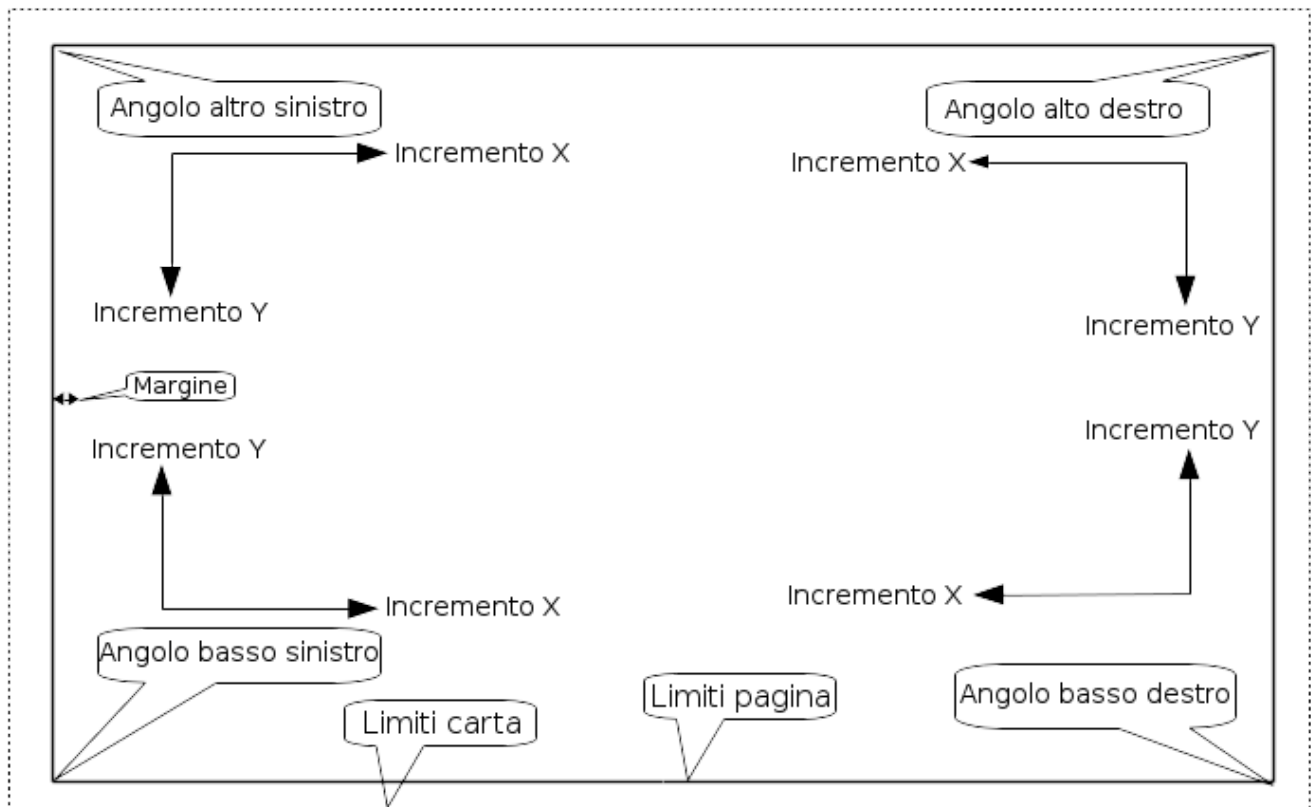 Angolo altro sinistro
Angolo alto destro
Incremento X
Incremento X
Incremento Y
Incremento Y
Margine
Incremento Y
Incremento Y
Incremento X
Incremento X
Angolo basso sinistro
Limiti pagina
Angolo basso destro
Limiti carta